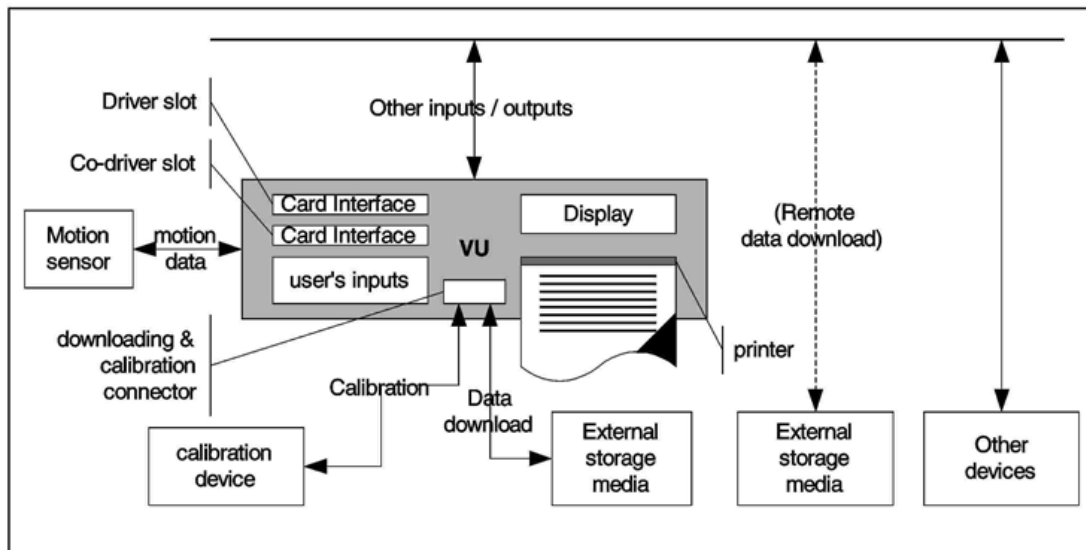 Driver slot
Other inputs / outputs
Co-driver slot
Card Interface
Card Interface
Display
(Remote
data download)
Motion
sensor
motion
data
VU
user's inputs
downloading &
calibration
connector
printer
Calibration
Data
download
calibration
device
External
storage
media
External
storage
media
Other
devices